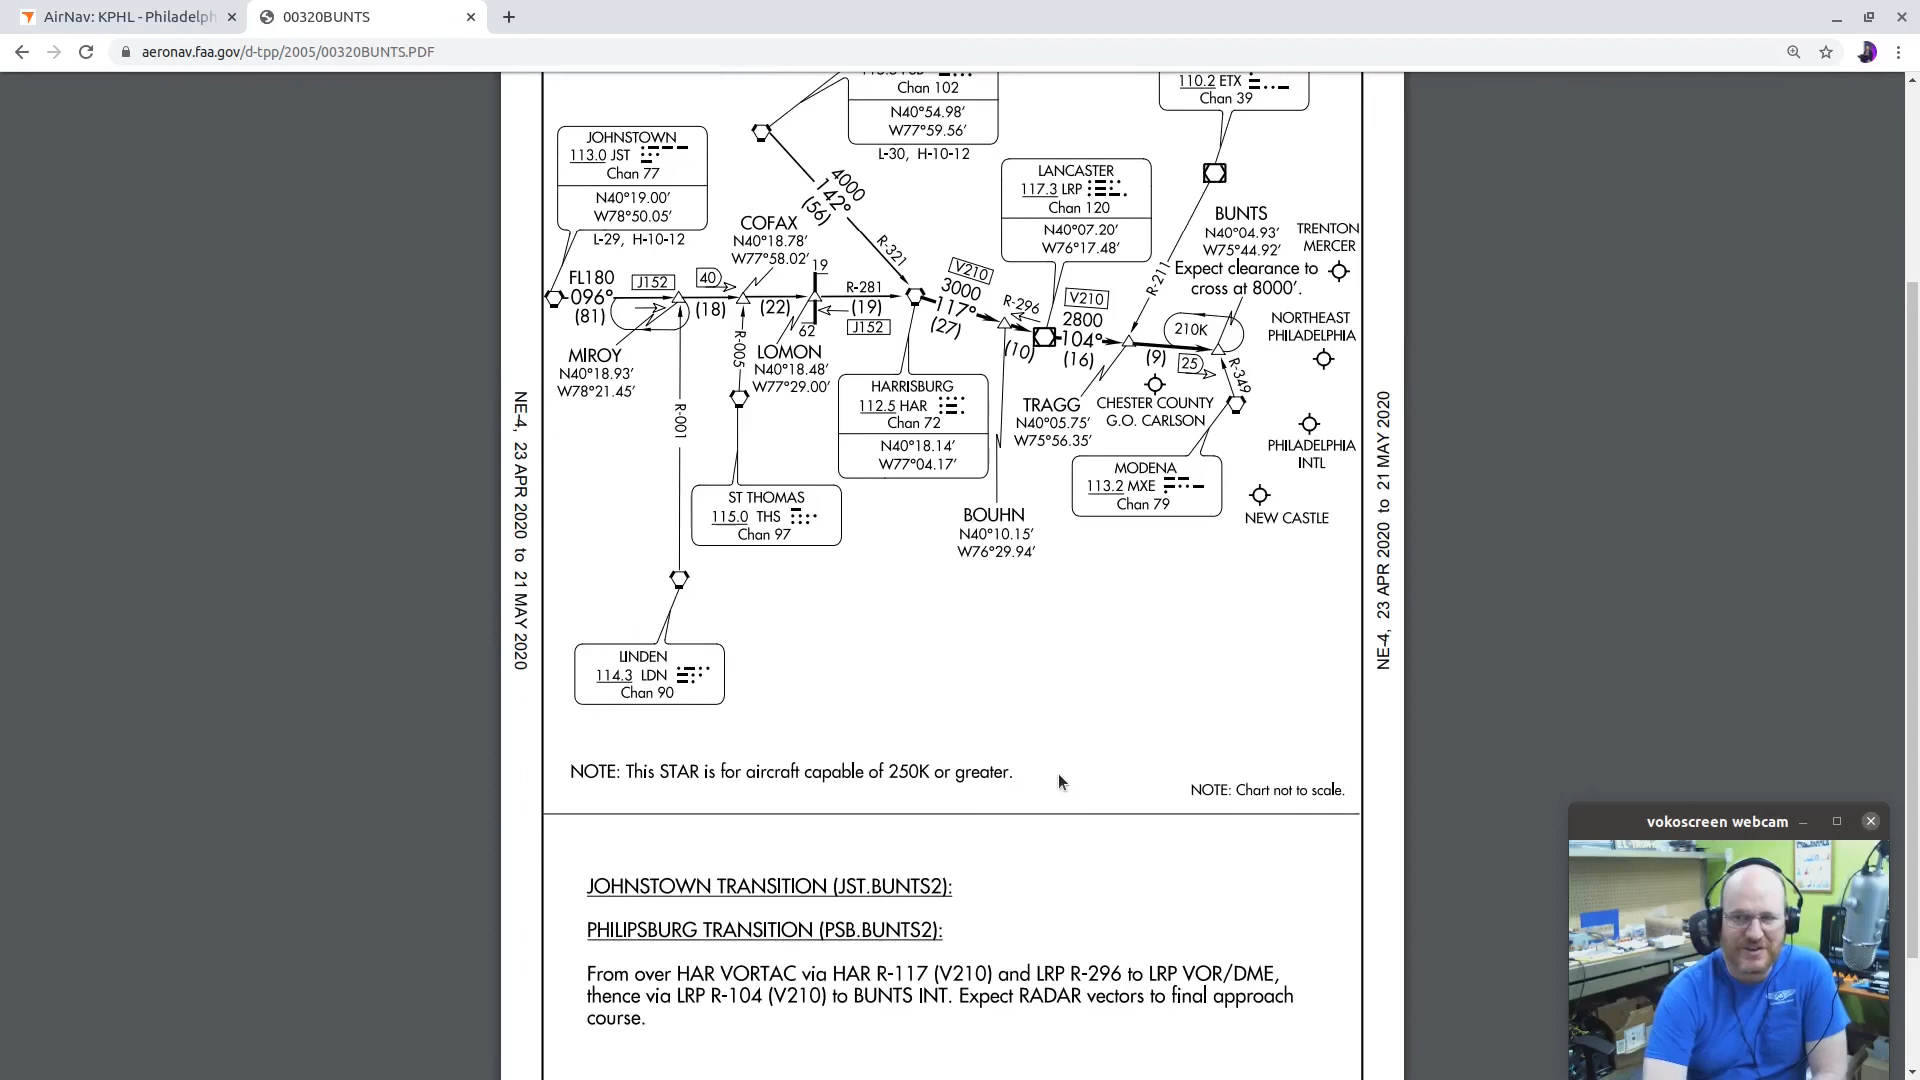 AirNav: KPHL - Philadelph
00320BUNTS
aeronav.faa.gov/d-tpp/2005/00320BUNTS.PDF
Chan 102
N40°54.98'
W77°59.56'
L-30, H-10-12
110.2 ETX
Chan 39
JOHNSTOWN
113.0 JST
Chan 77
N40°19.00'
W78°50.05'
L-29, H-10-12
4000
142°
(56)
R-321
LANCASTER
117.3 LRP
Chan 120
N40°07.20'
W76°17.48'
COFAX
N40°18.78'
W77°58.02'
BUNTS
N40°04.93'
W75°44.92'
Expect clearance to
cross at 8000'.
TRENTON
MERCER
R-211
FL180
096°
(81)
J152
40
(18)
(22)
19
62
R-281
(19)
J152
V210
3000
117°
(27)
R-296
(10)
V210
2800
104°
(16)
(9)
210K
25
R-349
NORTHEAST
PHILADELPHIA
MIROY
N40°18.93'
W78°21.45'
R-005
LOMON
N40°18.48'
W77°29.00'
HARRISBURG
112.5 HAR
Chan 72
N40°18.14'
W77°04.17'
TRAGG
N40°05.75'
W75°56.35'
CHESTER COUNTY
G.O. CARLSON
PHILADELPHIA
INTL
R-001
MODENA
113.2 MXE
Chan 79
NEW CASTLE
ST THOMAS
115.0 THS
Chan 97
BOUHN
N40°10.15'
W76°29.94'
LINDEN
114.3 LDN
Chan 90
NE-4, 23 APR 2020 to 21 MAY 2020
NE-4, 23 APR 2020 to 21 MAY 2020
NOTE: This STAR is for aircraft capable of 250K or greater.
NOTE: Chart not to scale.
JOHNSTOWN TRANSITION (JST.BUNTS2):
PHILIPSBURG TRANSITION (PSB.BUNTS2):
From over HAR VORTAC via HAR R-117 (V210) and LRP R-296 to LRP VOR/DME,
thence via LRP R-104 (V210) to BUNTS INT. Expect RADAR vectors to final approach
course.
vokoscreen webcam